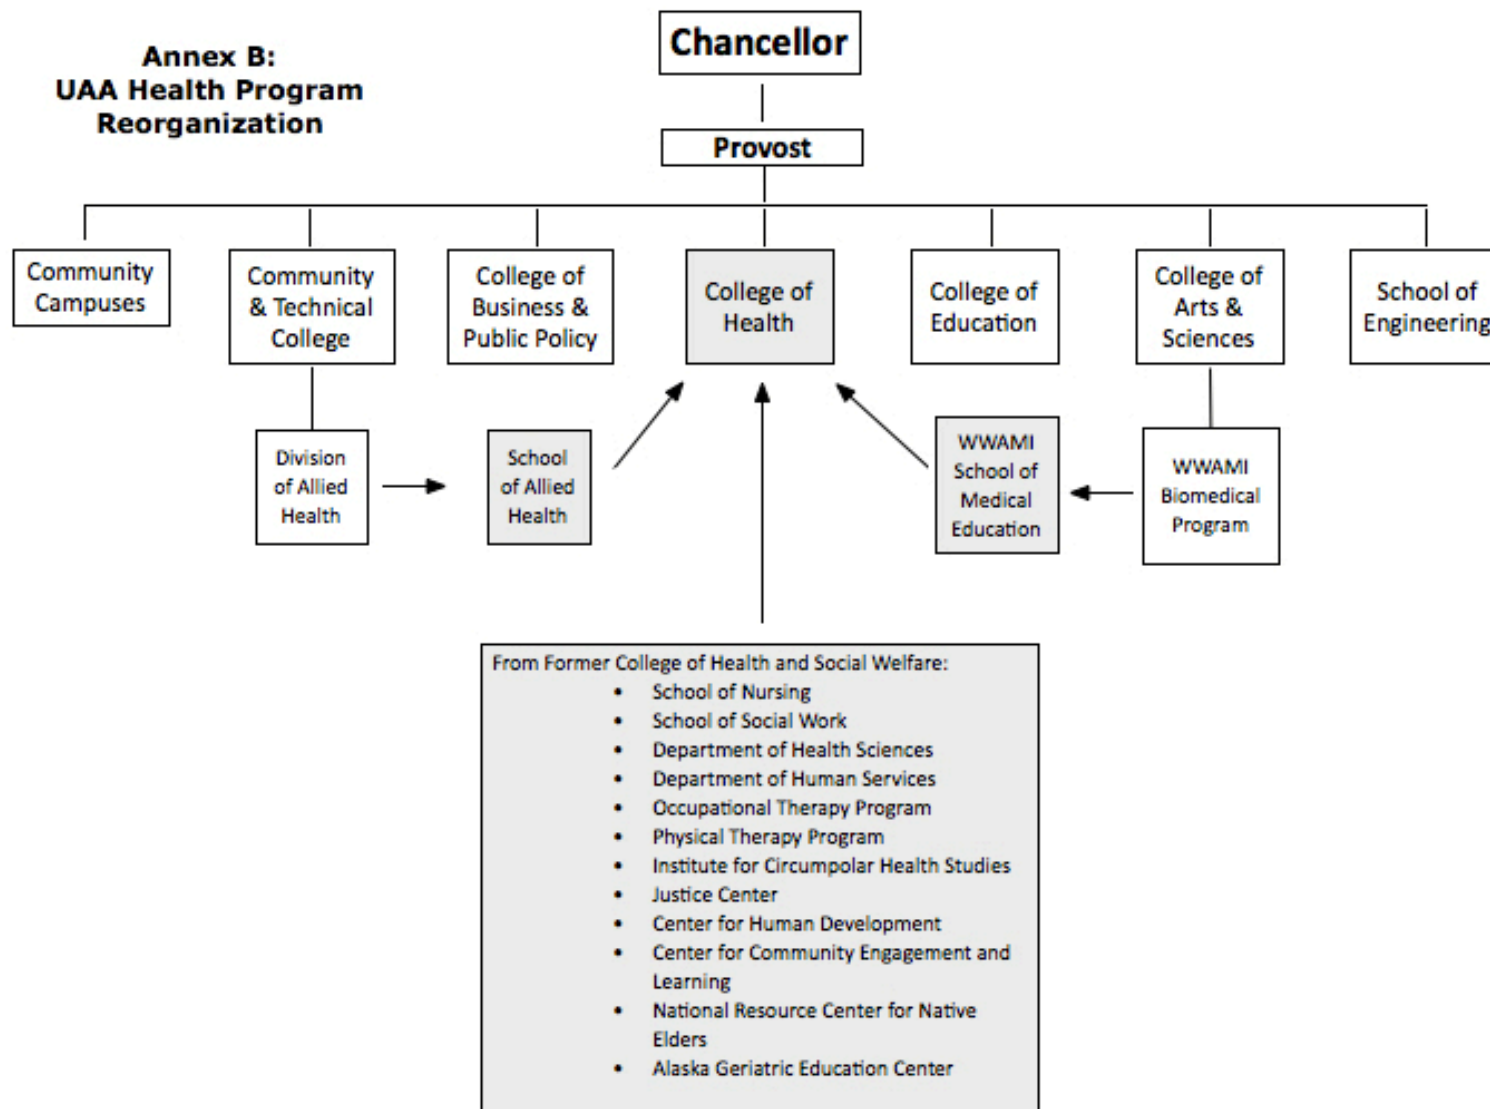 Annex B:
UAA Health Program
Reorganization
Chancellor
Provost
Community
Campuses
Community
& Technical
College
College of
Business &
Public Policy
College of
Health
College of
Education
College of
Arts &
Sciences
School of
Engineering
Division
of Allied
Health
School
of Allied
Health
WWAMI
School of
Medical
Education
WWAMI
Biomedical
Program
From Former College of Health and Social Welfare:
• School of Nursing
• School of Social Work
• Department of Health Sciences
• Department of Human Services
• Occupational Therapy Program
• Physical Therapy Program
• Institute for Circumpolar Health Studies
• Justice Center
• Center for Human Development
• Center for Community Engagement and
Learning
• National Resource Center for Native
Elders
• Alaska Geriatric Education Center